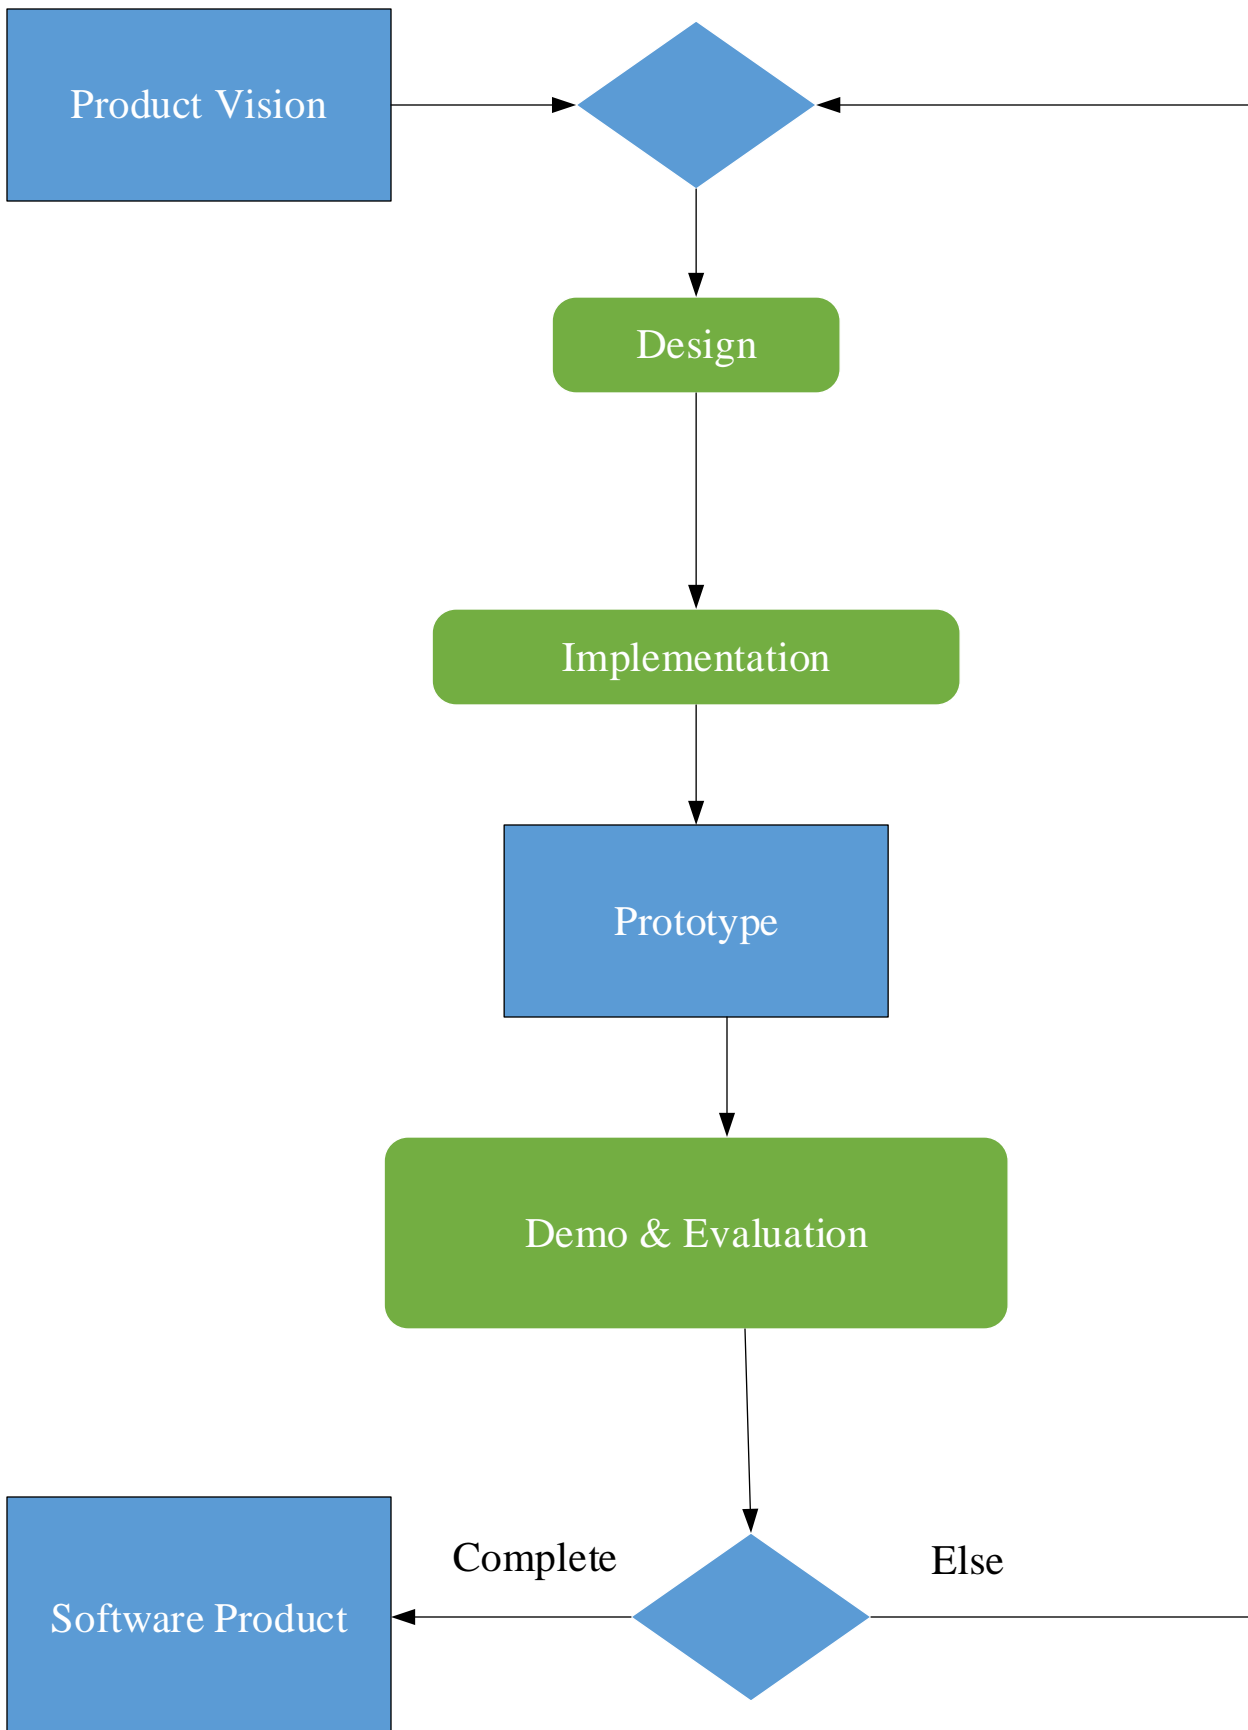 Product Vision
Design
Implementation
Prototype
Demo & Evaluation
Complete
Else
Software Product